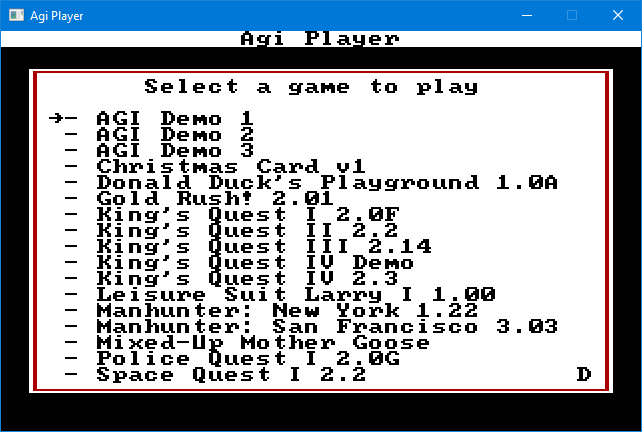 Agi Player
Agi Player
Select a game to play
→- AGI Demo 1
- AGI Demo 2
- AGI Demo 3
- Christmas Card v1
- Donald Duck's Playground 1.0A
- Gold Rush! 2.01
- King's Quest I 2.0F
- King's Quest II 2.2
- King's Quest III 2.14
- King's Quest IV Demo
- King's Quest IV 2.3
- Leisure Suit Larry I 1.00
- Manhunter: New York 1.22
- Manhunter: San Francisco 3.03
- Mixed-Up Mother Goose
- Police Quest I 2.0G
- Space Quest I 2.2 D